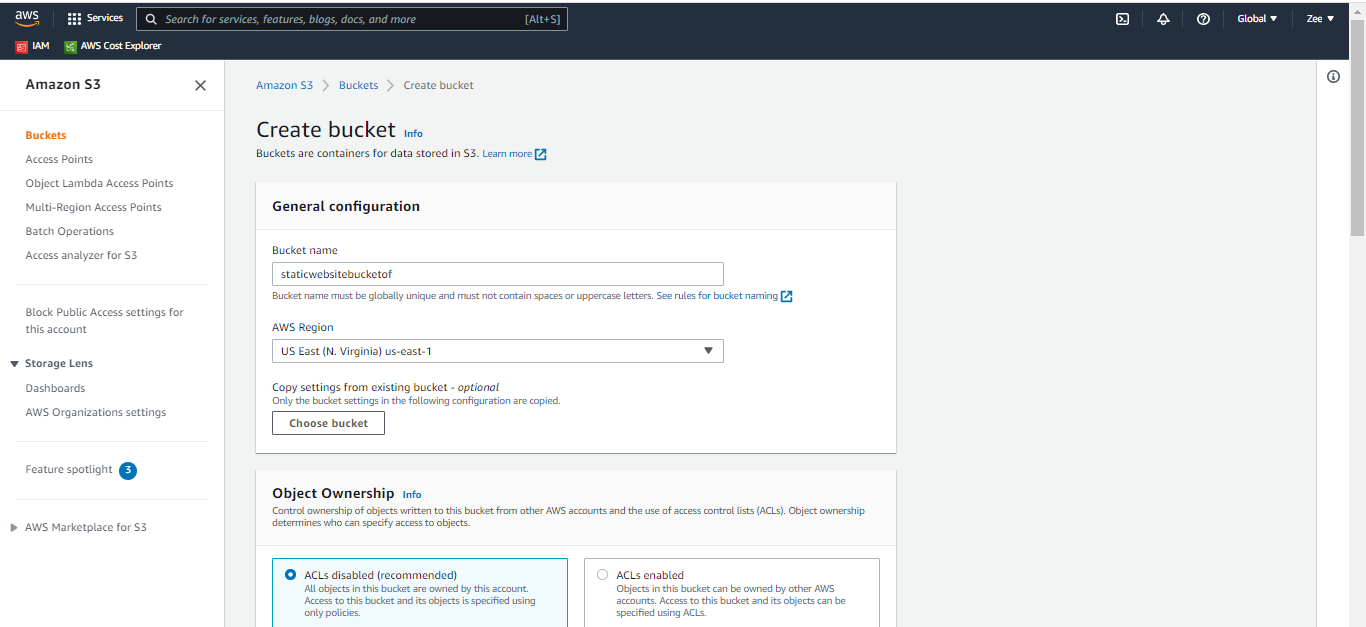 aws
Services
Search for services, features, blogs, docs, and more
[Alt+S]
Global
Zee
IAM
AWS Cost Explorer
Amazon S3
Buckets
Access Points
Object Lambda Access Points
Multi-Region Access Points
Batch Operations
Access analyzer for S3
Block Public Access settings for
this account
Storage Lens
Dashboards
AWS Organizations settings
Feature spotlight 3
AWS Marketplace for S3
Amazon S3 > Buckets > Create bucket
Create bucket Info
Buckets are containers for data stored in S3. Learn more
General configuration
Bucket name
staticwebsitebucketof
Bucket name must be globally unique and must not contain spaces or uppercase letters. See rules for bucket naming
AWS Region
US East (N. Virginia) us-east-1
Copy settings from existing bucket - optional
Only the bucket settings in the following configuration are copied.
Choose bucket
Object Ownership Info
Control ownership of objects written to this bucket from other AWS accounts and the use of access control lists (ACLs). Object ownership
determines who can specify access to objects.
ACLs disabled (recommended)
All objects in this bucket are owned by this account.
Access to this bucket and its objects is specified using
only policies.
ACLs enabled
Objects in this bucket can be owned by other AWS
accounts. Access to this bucket and its objects can be
specified using ACLs.